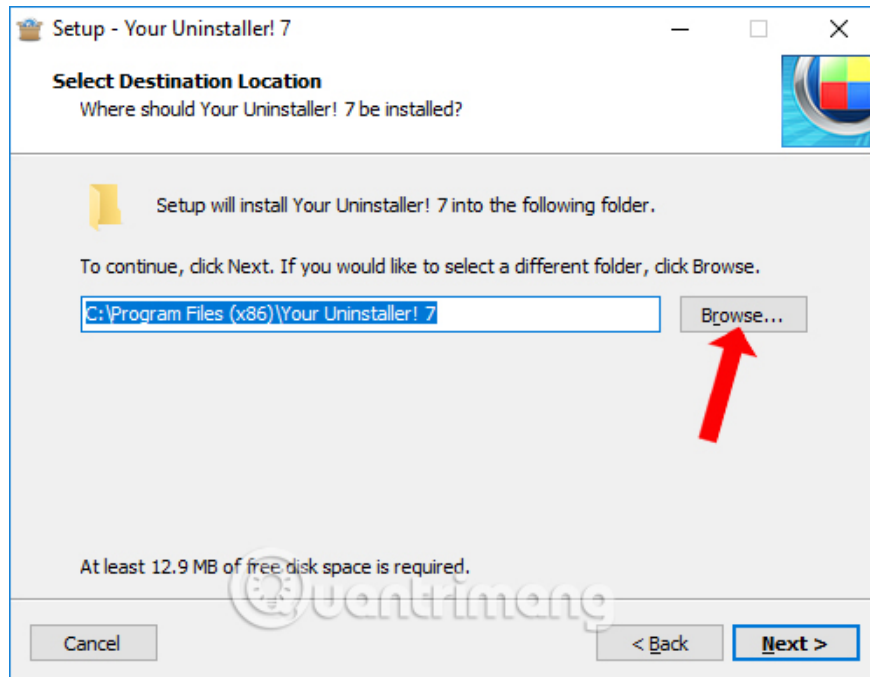 Setup - Your Uninstaller! 7
Select Destination Location
Where should Your Uninstaller! 7 be installed?
Setup will install Your Uninstaller! 7 into the following folder.
To continue, click Next. If you would like to select a different folder, click Browse.
C:\Program Files (x86)\Your Uninstaller! 7
Browse...
At least 12.9 MB of free disk space is required.
Quantrimang
Cancel
< Back
Next >